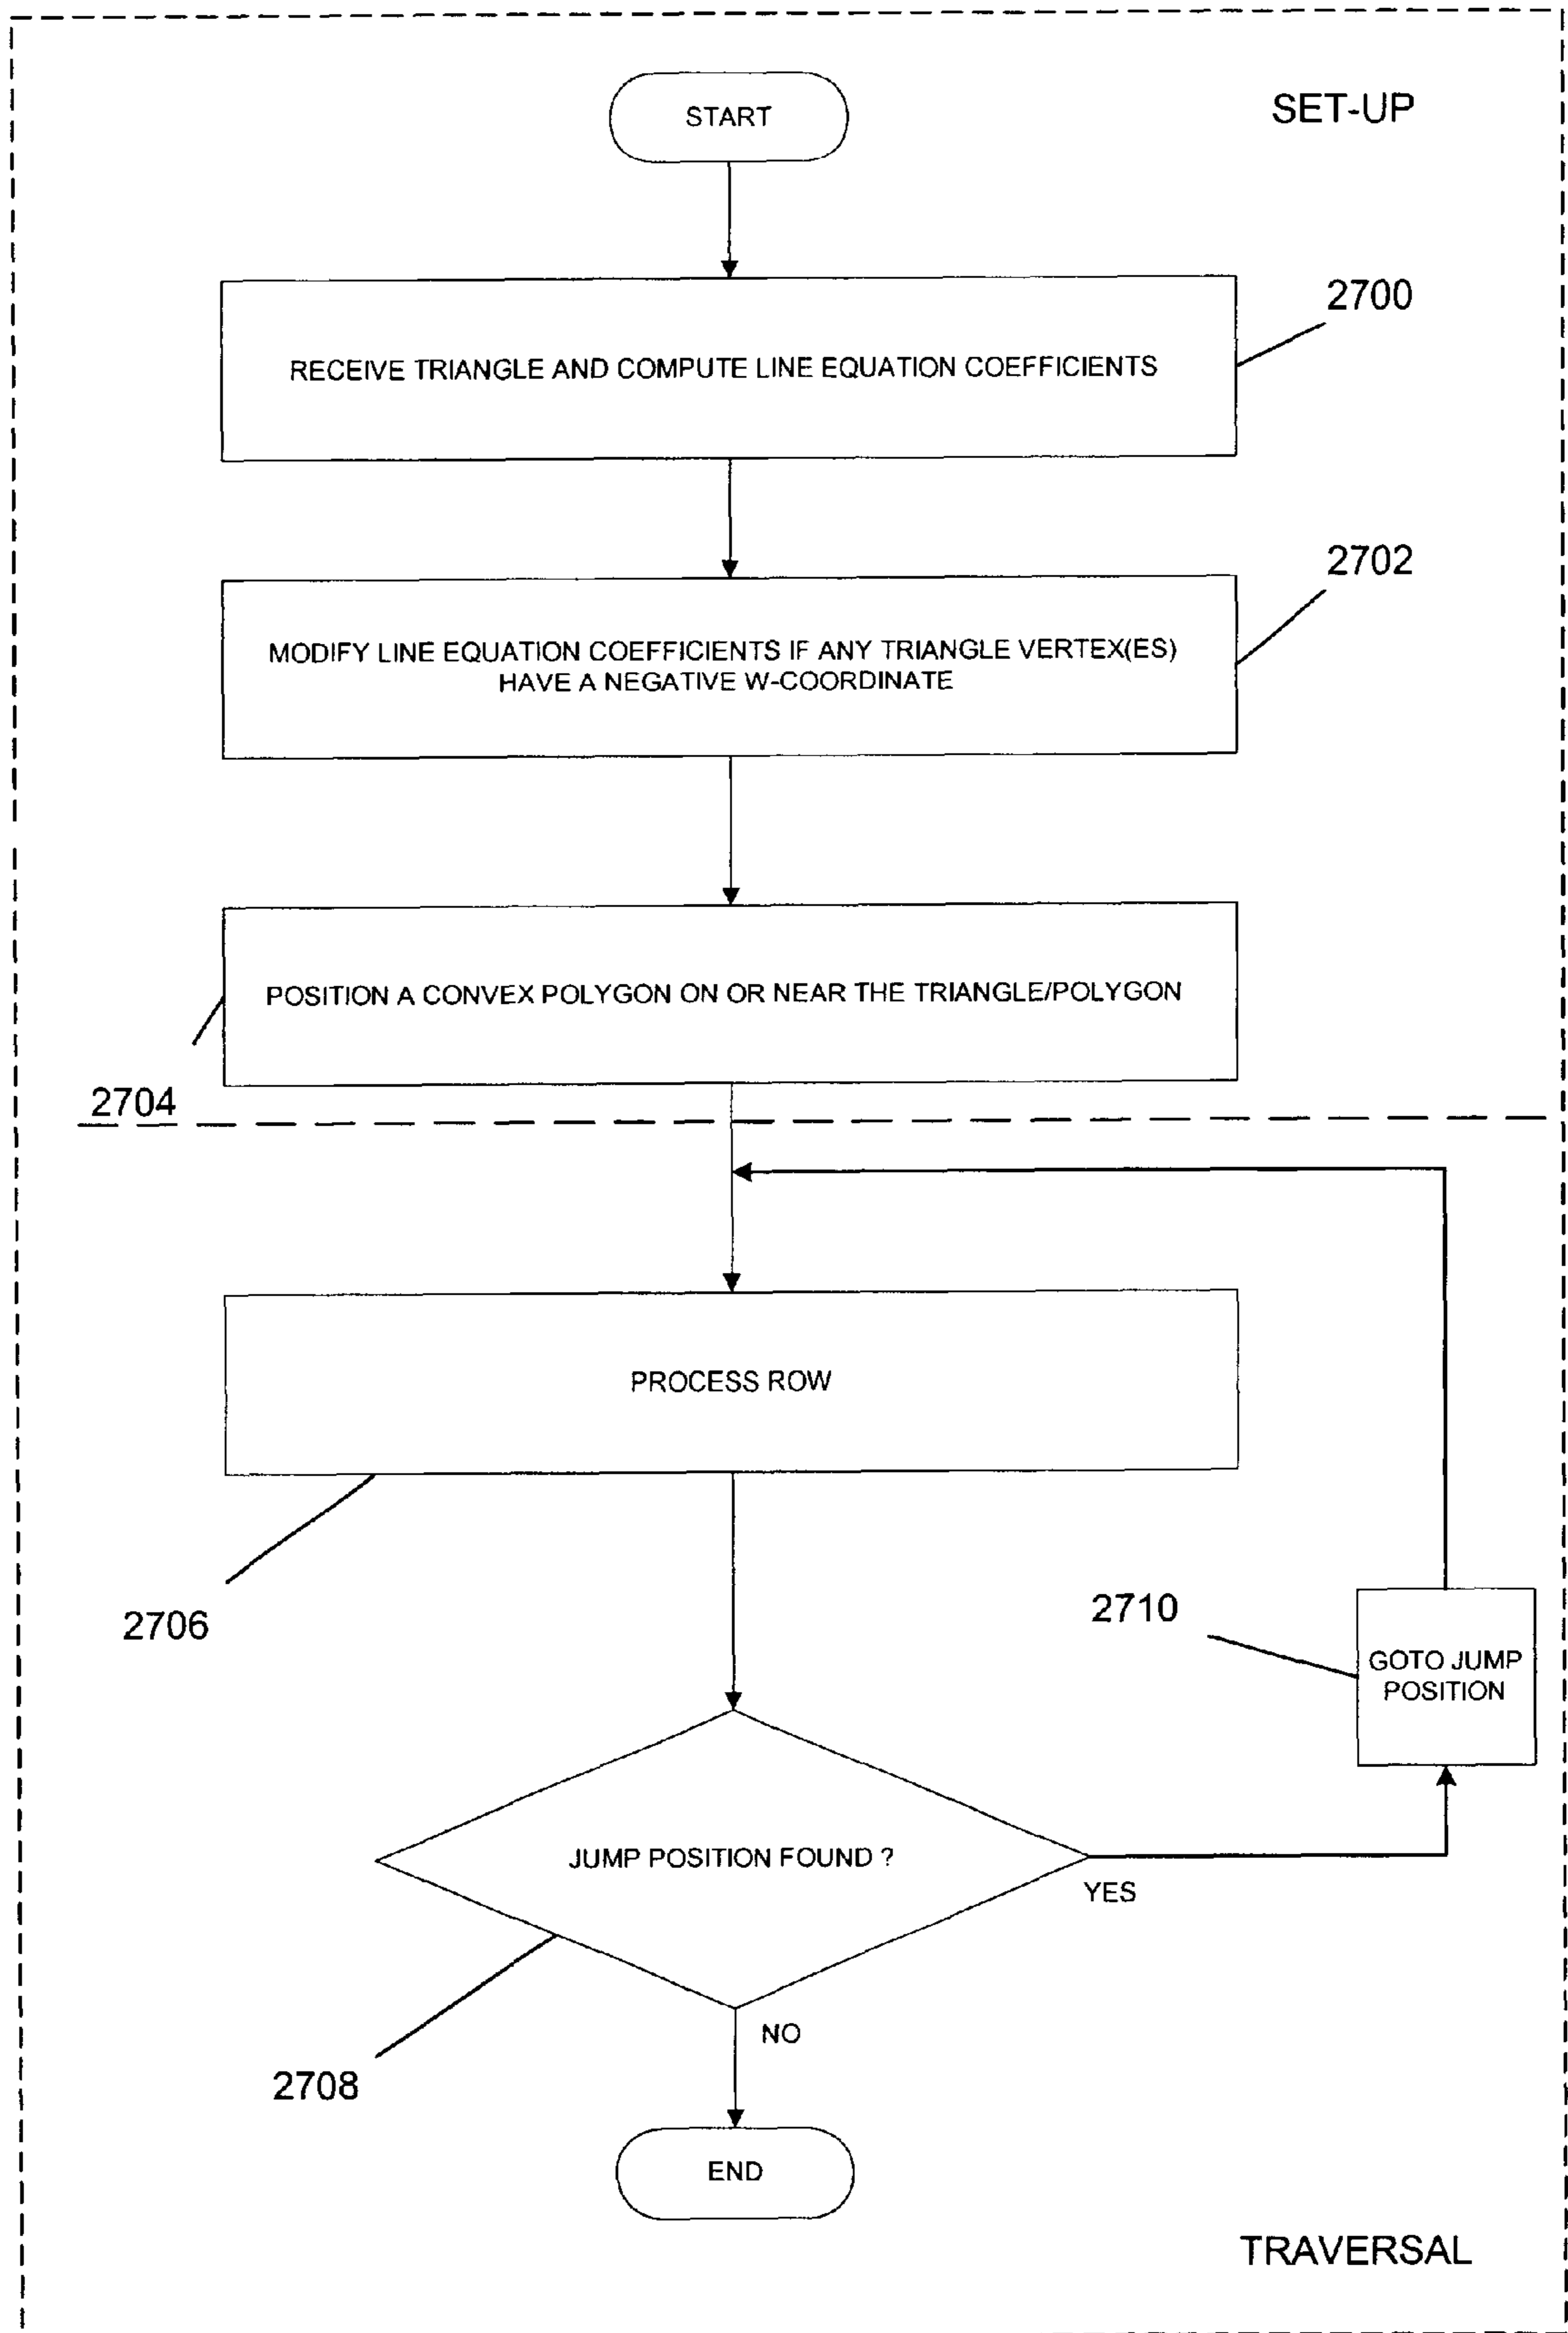 START
SET-UP
2700
RECEIVE TRIANGLE AND COMPUTE LINE EQUATION COEFFICIENTS
2702
MODIFY LINE EQUATION COEFFICIENTS IF ANY TRIANGLE VERTEX(ES)
HAVE A NEGATIVE W-COORDINATE
POSITION A CONVEX POLYGON ON OR NEAR THE TRIANGLE/POLYGON
2704
PROCESS ROW
2706
2710
GOTO JUMP
POSITION
JUMP POSITION FOUND ?
YES
NO
2708
END
TRAVERSAL